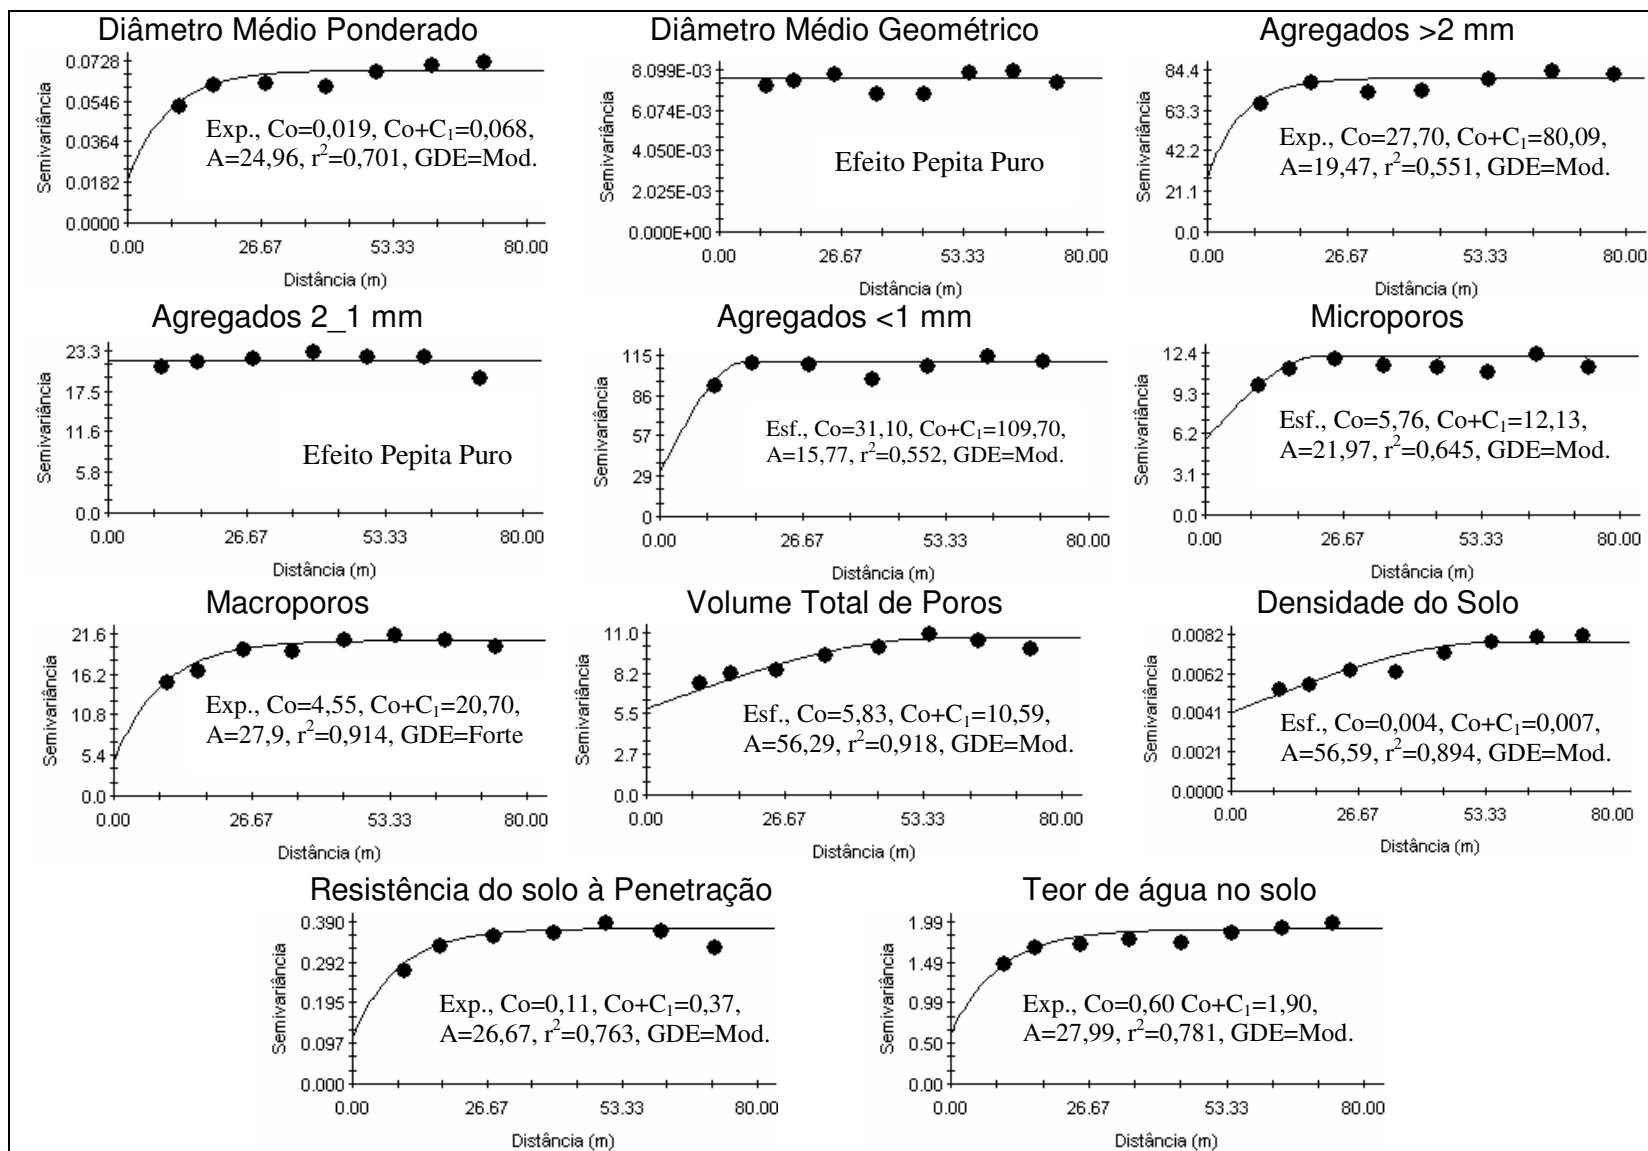 Diâmetro Médio Ponderado
Semivariância
0.0728
0.0546
0.0364
0.0182
0.0000
Exp., Co=0,019, Co+C₁=0,068,
A=24,96, r²=0,701, GDE=Mod.
0.00 26.67 53.33 80.00
Distância (m)
Diâmetro Médio Geométrico
Semivariância
8.099E-03
6.074E-03
4.050E-03
2.025E-03
0.000E+00
Efeito Pepita Puro
0.00 26.67 53.33 80.00
Distância (m)
Agregados >2 mm
Semivariância
84.4
63.3
42.2
21.1
0.0
Exp., Co=27,70, Co+C₁=80,09,
A=19,47, r²=0,551, GDE=Mod.
0.00 26.67 53.33 80.00
Distância (m)
Agregados 2_1 mm
Semivariância
23.3
17.5
11.6
5.8
0.0
Efeito Pepita Puro
0.00 26.67 53.33 80.00
Distância (m)
Agregados <1 mm
Semivariância
115
86
57
29
0
Esf., Co=31,10, Co+C₁=109,70,
A=15,77, r²=0,552, GDE=Mod.
0.00 26.67 53.33 80.00
Distância (m)
Microporos
Semivariância
12.4
9.3
6.2
3.1
0.0
Esf., Co=5,76, Co+C₁=12,13,
A=21,97, r²=0,645, GDE=Mod.
0.00 26.67 53.33 80.00
Distância (m)
Macroporos
Semivariância
21.6
16.2
10.8
5.4
0.0
Exp., Co=4,55, Co+C₁=20,70,
A=27,9, r²=0,914, GDE=Forte
0.00 26.67 53.33 80.00
Distância (m)
Volume Total de Poros
Semivariância
11.0
8.2
5.5
2.7
0.0
Esf., Co=5,83, Co+C₁=10,59,
A=56,29, r²=0,918, GDE=Mod.
0.00 26.67 53.33 80.00
Distância (m)
Densidade do Solo
Semivariância
0.0082
0.0062
0.0041
0.0021
0.0000
Esf., Co=0,004, Co+C₁=0,007,
A=56,59, r²=0,894, GDE=Mod.
0.00 26.67 53.33 80.00
Distância (m)
Resistência do solo à Penetração
Semivariância
0.390
0.292
0.195
0.097
0.000
Exp., Co=0,11, Co+C₁=0,37,
A=26,67, r²=0,763, GDE=Mod.
0.00 26.67 53.33 80.00
Distância (m)
Teor de água no solo
Semivariância
1.99
1.49
0.99
0.50
0.00
Exp., Co=0,60 Co+C₁=1,90,
A=27,99, r²=0,781, GDE=Mod.
0.00 26.67 53.33 80.00
Distância (m)